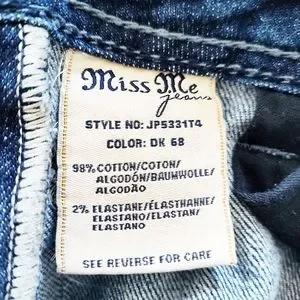 Miss Me
jeans
STYLE NO: JP5331T4
COLOR: DK 68
98% COTTON/COTON/
ALGODÓN/BAUMWOLLE/
ALGODÃO
2% ELASTANE/ÉLASTHANNE/
ELASTANO/ELASTAN/
ELASTANO
SEE REVERSE FOR CARE